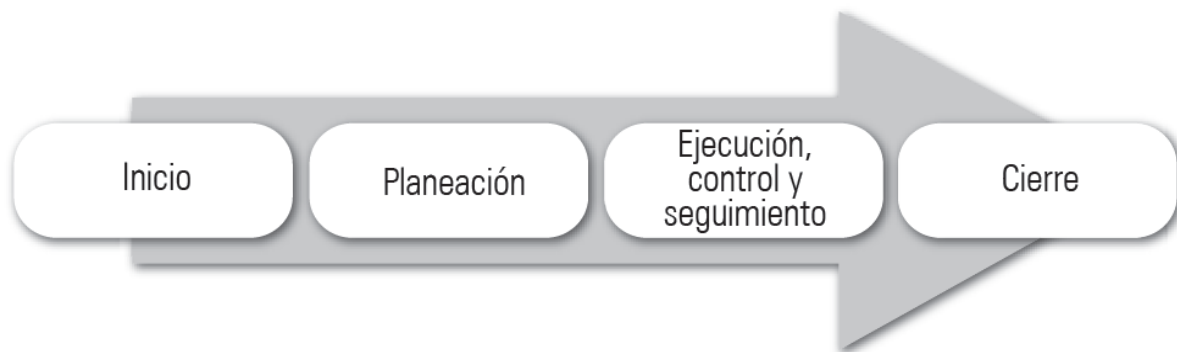 Inicio
Planeación
Ejecución,
control y
seguimiento
Cierre